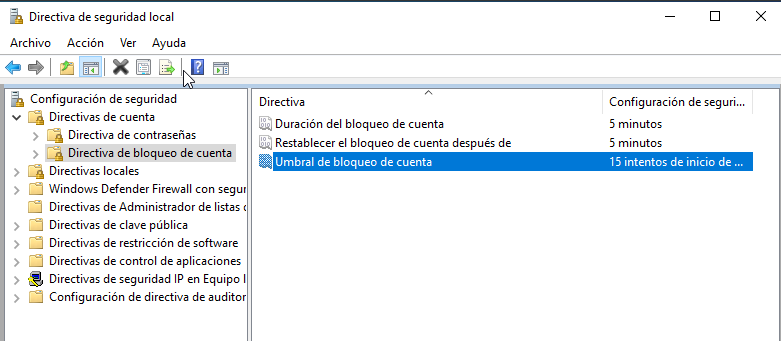 Directiva de seguridad local
Archivo Acción Ver Ayuda
Configuración de seguridad
Directivas de cuenta
Directiva de contraseñas
Directiva de bloqueo de cuenta
Directivas locales
Windows Defender Firewall con segur
Directivas de Administrador de listas d
Directivas de clave pública
Directivas de restricción de software
Directivas de control de aplicaciones
Directivas de seguridad IP en Equipo l
Configuración de directiva de auditor
Directiva Configuración de seguri...
Duración del bloqueo de cuenta 5 minutos
Restablecer el bloqueo de cuenta después de 5 minutos
Umbral de bloqueo de cuenta 15 intentos de inicio de ...